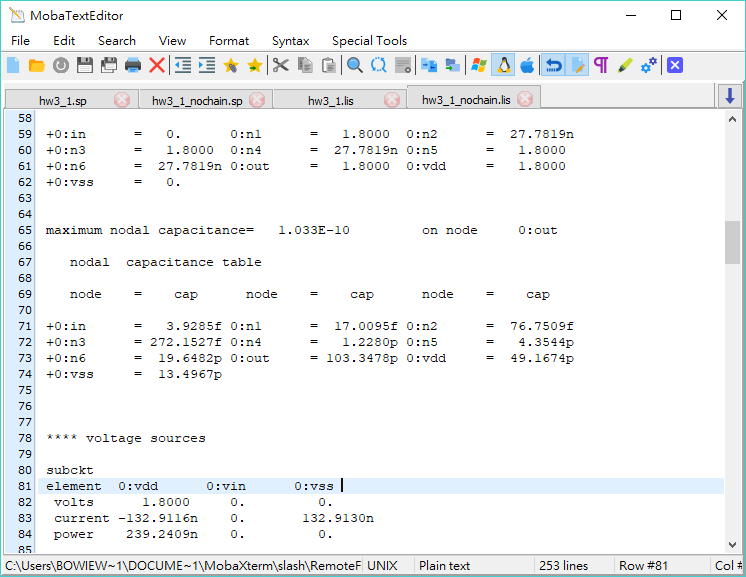 MobaTextEditor
File Edit Search View Format Syntax Special Tools
hw3_1.sp hw3_1_nochain.sp hw3_1.lis hw3_1_nochain.lis
58
59 +0:in = 0. 0:n1 = 1.8000 0:n2 = 27.7819n
60 +0:n3 = 1.8000 0:n4 = 27.7819n 0:n5 = 1.8000
61 +0:n6 = 27.7819n 0:out = 1.8000 0:vdd = 1.8000
62 +0:vss = 0.
63
64
65 maximum nodal capacitance= 1.033E-10 on node 0:out
66
67 nodal capacitance table
68
69 node = cap node = cap node = cap
70
71 +0:in = 3.9285f 0:n1 = 17.0095f 0:n2 = 76.7509f
72 +0:n3 = 272.1527f 0:n4 = 1.2280p 0:n5 = 4.3544p
73 +0:n6 = 19.6482p 0:out = 103.3478p 0:vdd = 49.1674p
74 +0:vss = 13.4967p
75
76
77
78 **** voltage sources
79
80 subckt
81 element 0:vdd 0:vin 0:vss
82 volts 1.8000 0. 0.
83 current -132.9116n 0. 132.9130n
84 power 239.2409n 0. 0.
85
C:\Users\BOWIEW~1\DOCUME~1\MobaXterm\slash\RemoteF UNIX Plain text 253 lines Row #81 Col #